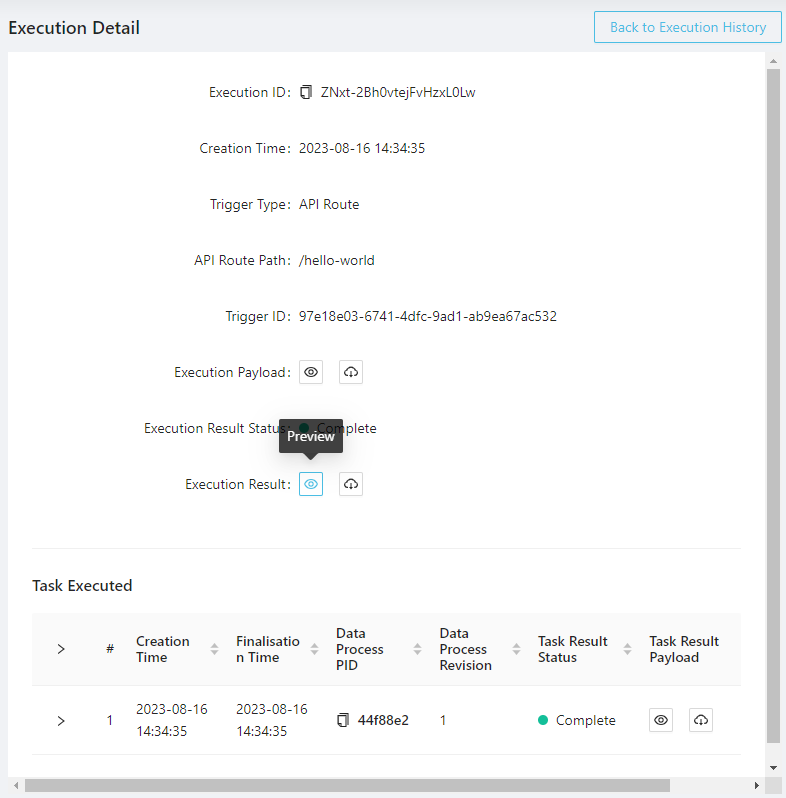 Execution Detail
Back to Execution History
Execution ID: ZNxt-2Bh0vtejFvHzxL0Lw
Creation Time: 2023-08-16 14:34:35
Trigger Type: API Route
API Route Path: /hello-world
Trigger ID: 97e18e03-6741-4dfc-9ad1-ab9ea67ac532
Execution Payload:
Execution Result Status: Complete
Preview
Execution Result:
Task Executed
#
Creation
Time
Finalisatio
n Time
Data
Process
PID
Data
Process
Revision
Task Result
Status
Task Result
Payload
1
2023-08-16
14:34:35
2023-08-16
14:34:35
44f88e2
1
Complete